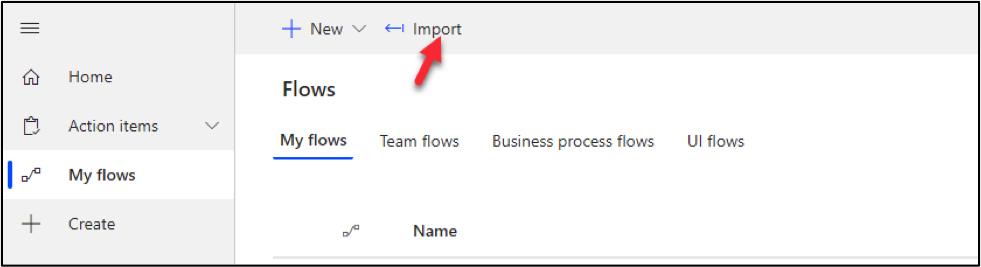 New
Import
Home
Action items
My flows
Create
Flows
My flows Team flows Business process flows UI flows
Name